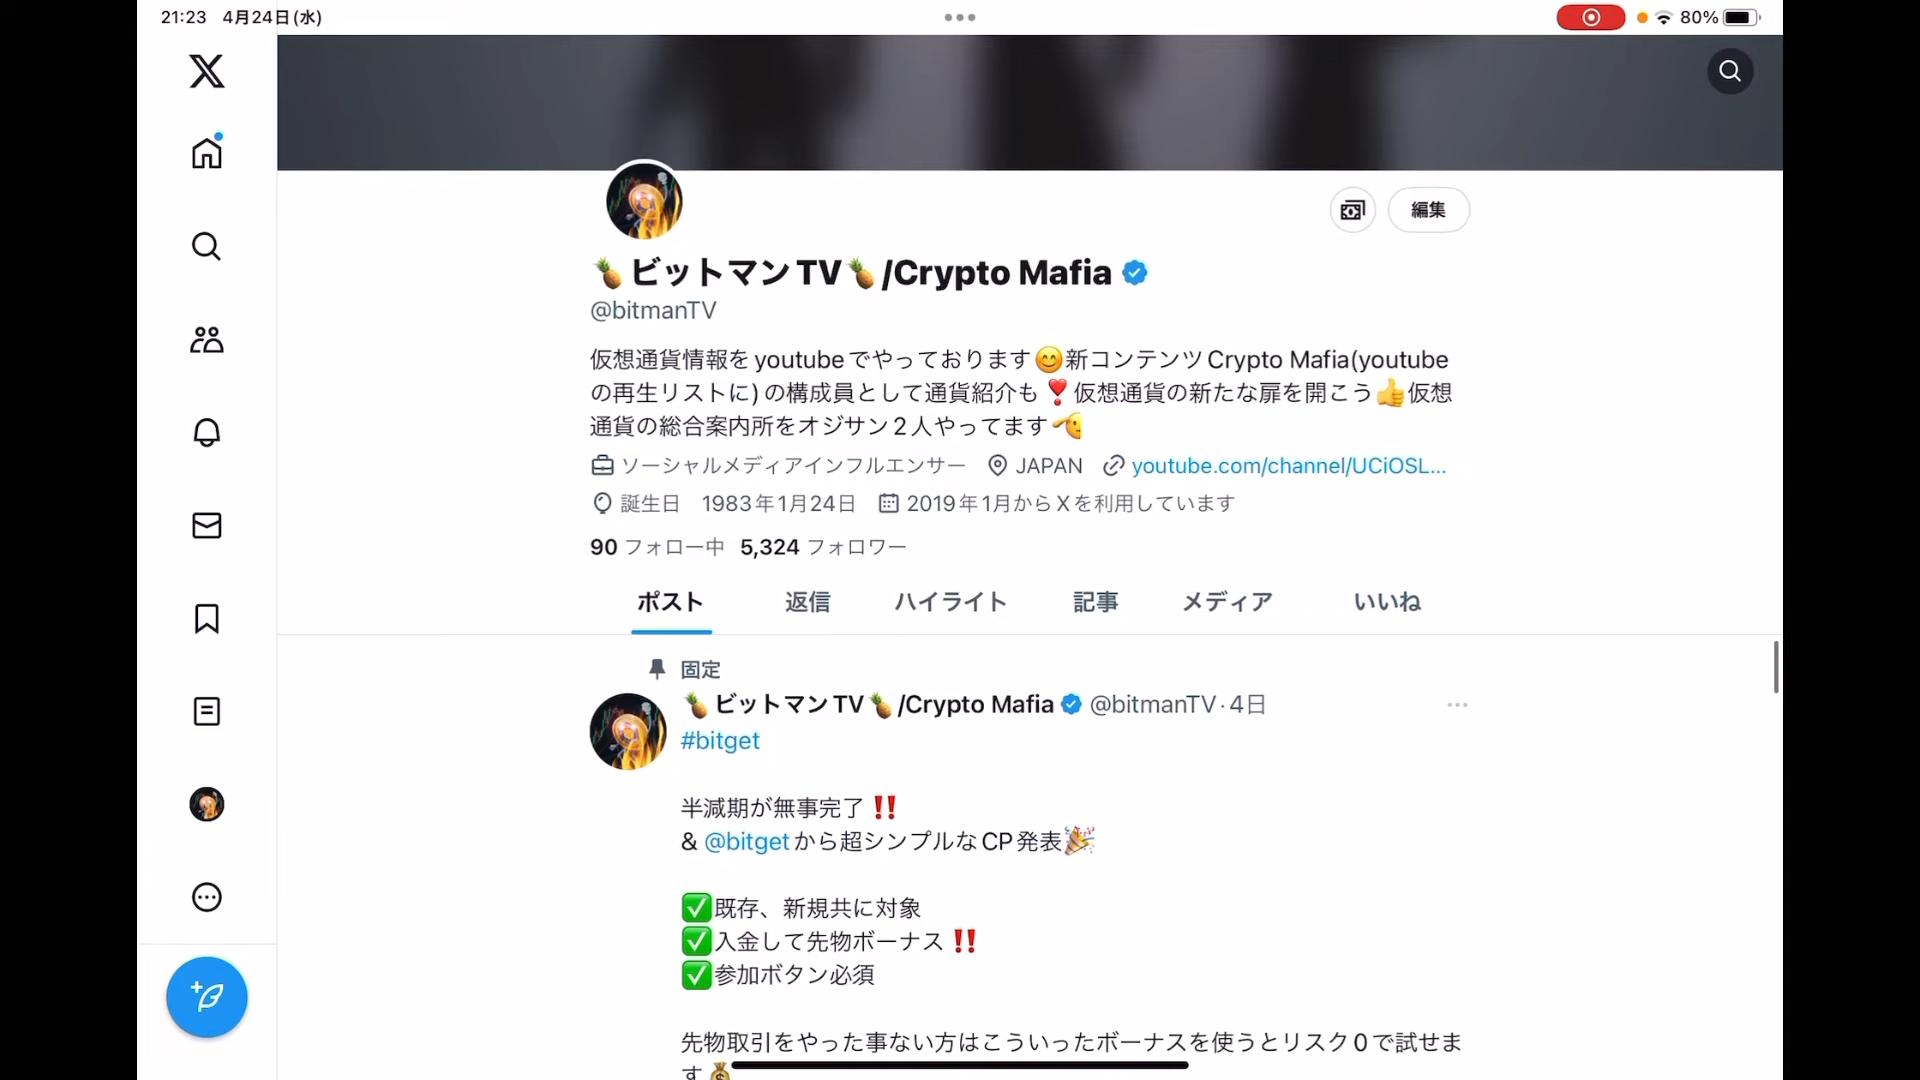 21:23 4月24日(水)
80%
🍍ビットマンTV🍍/Crypto Mafia
@bitmanTV
編集
仮想通貨情報をyoutubeでやっております😊新コンテンツCrypto Mafia(youtube
の再生リストに)の構成員として通貨紹介も❣️仮想通貨の新たな扉を開こう👍仮想
通貨の総合案内所をオジサン2人やってます🫡
ソーシャルメディアインフルエンサー JAPAN youtube.com/channel/UCiOSL...
誕生日 1983年1月24日 2019年1月からXを利用しています
90 フォロー中 5,324 フォロワー
ポスト 返信 ハイライト 記事 メディア いいね
固定
🍍ビットマンTV🍍/Crypto Mafia @bitmanTV·4日
#bitget
半減期が無事完了‼️
& @bitgetから超シンプルなCP発表🎉
✅既存、新規共に対象
✅入金して先物ボーナス‼️
✅参加ボタン必須
先物取引をやった事ない方はこういったボーナスを使うとリスク0で試せま
す💰